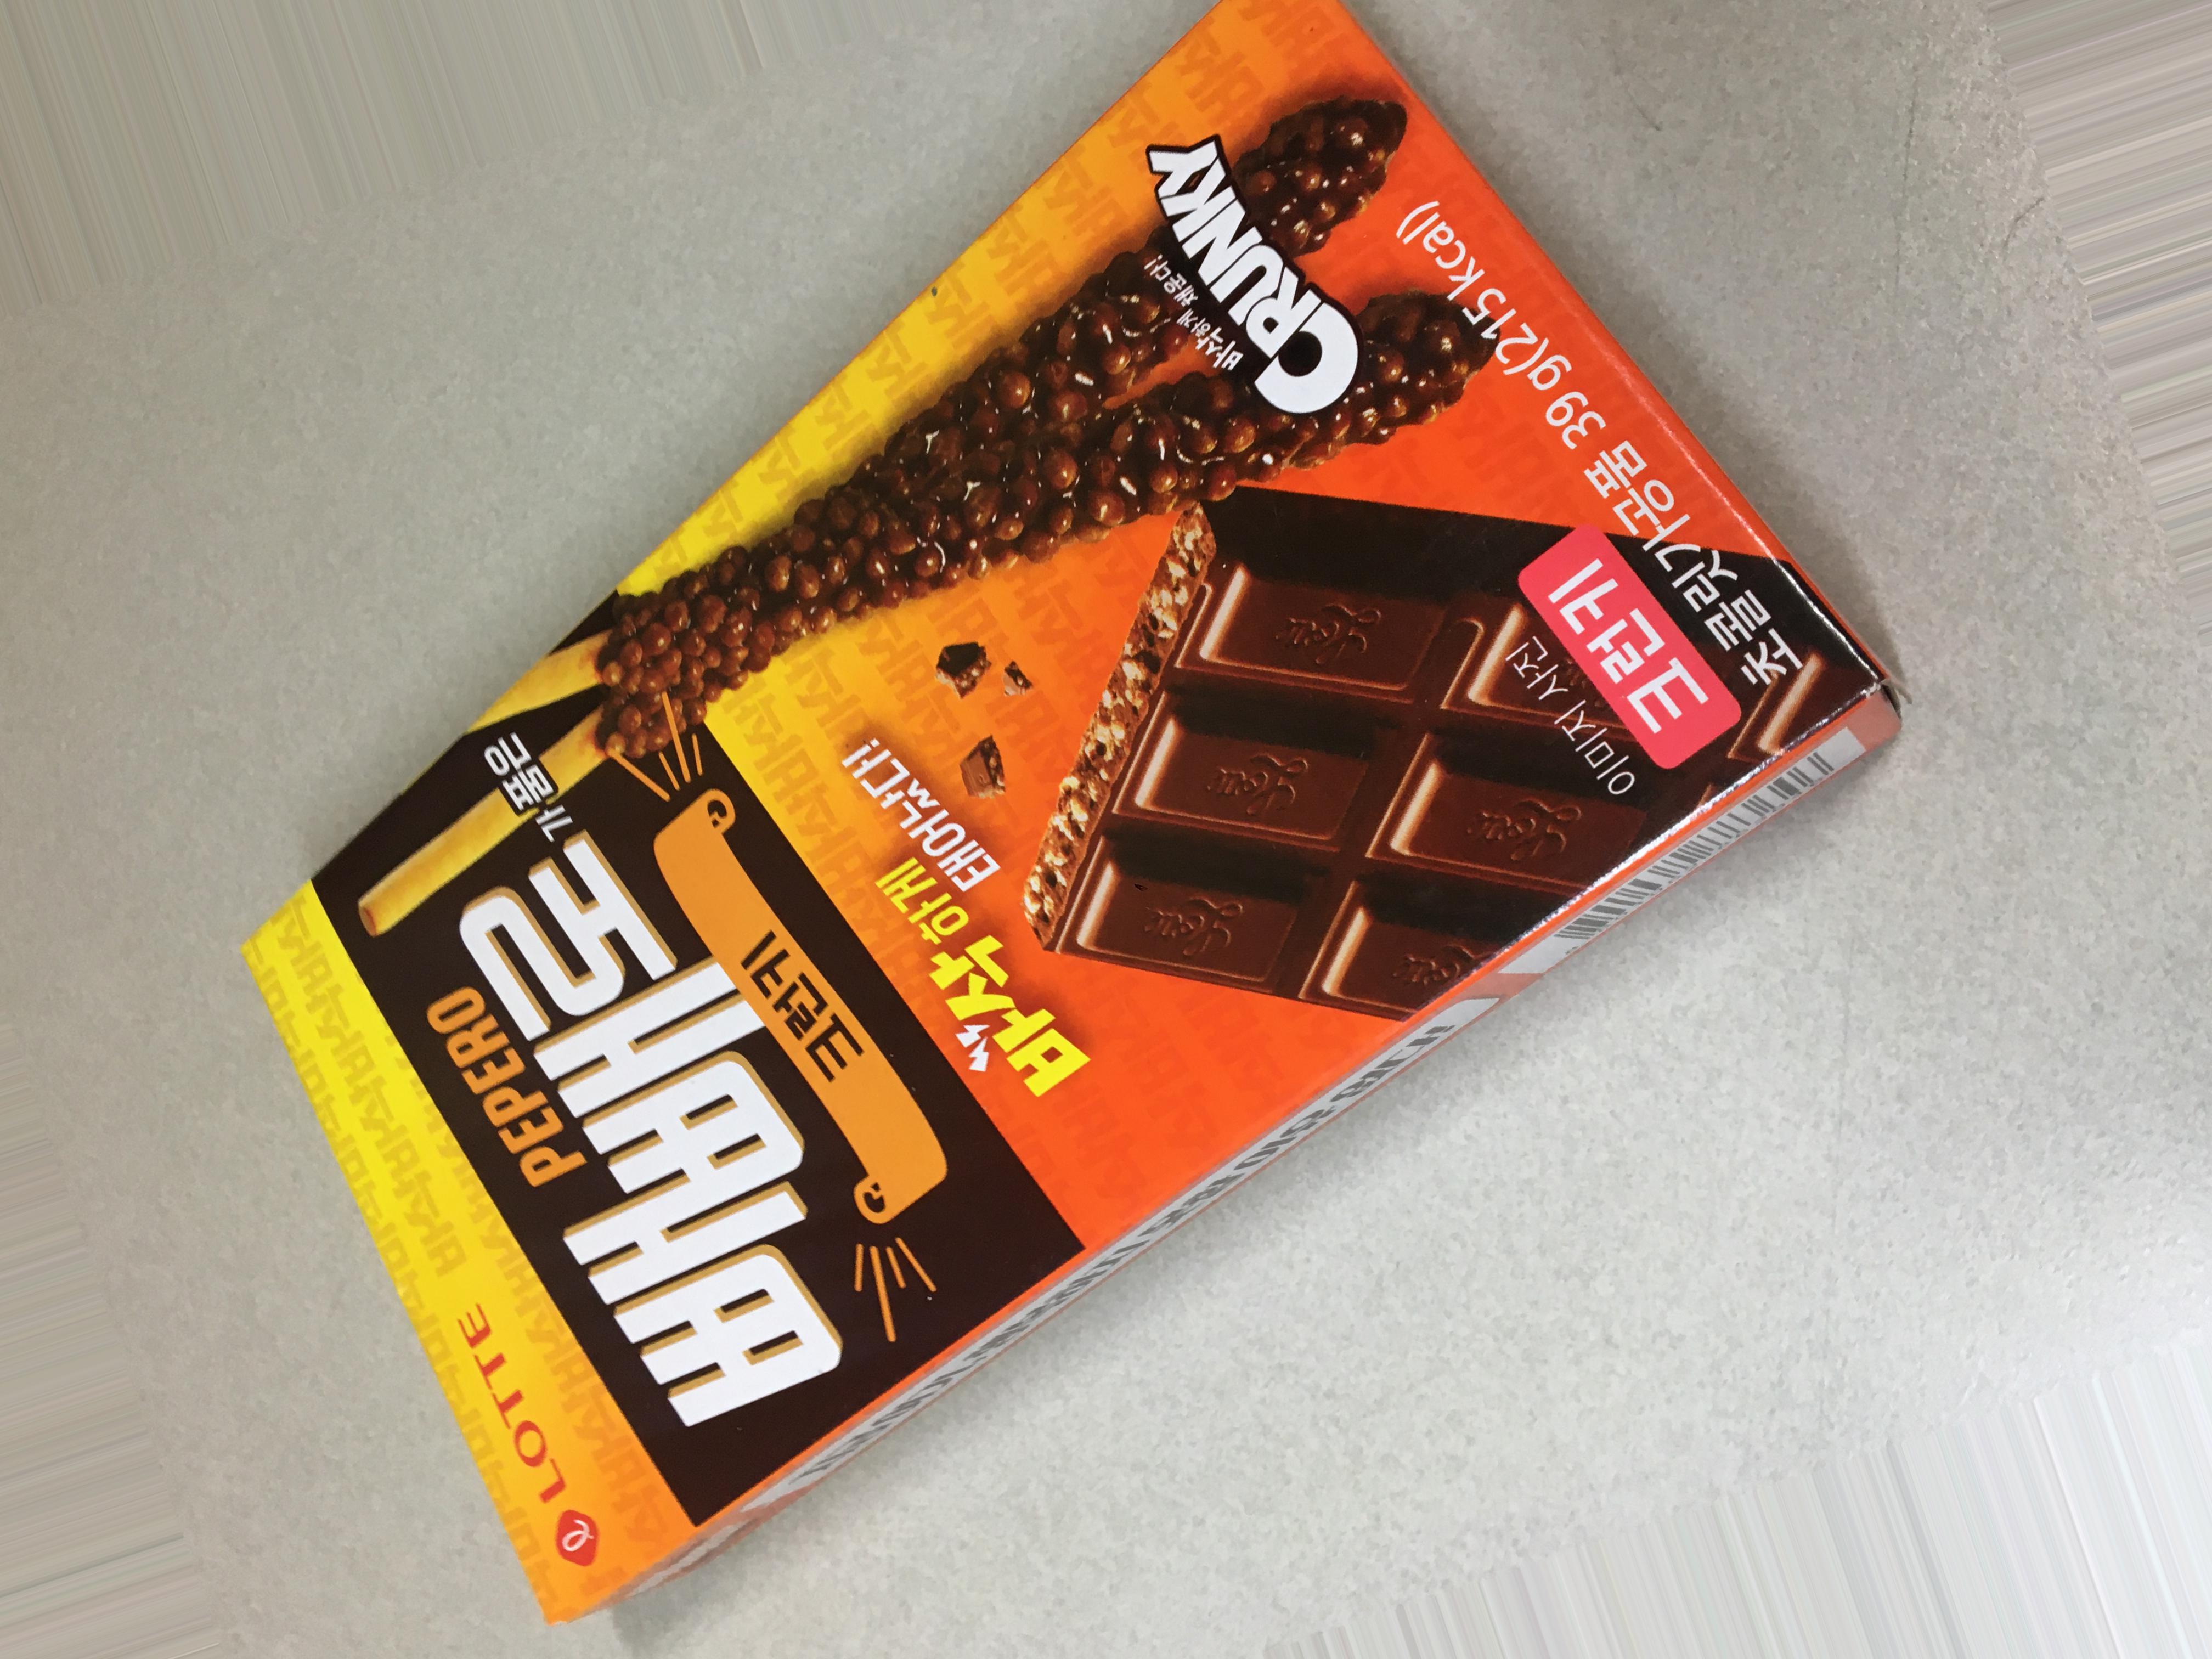 LOTTE
PEPERO
빼빼로가 품은
크런키
바삭하게
태어났다!
바삭하게 채운다!
CRUNKY
이미지 사진
크런키
초콜릿가공품 39 g(215 kcal)